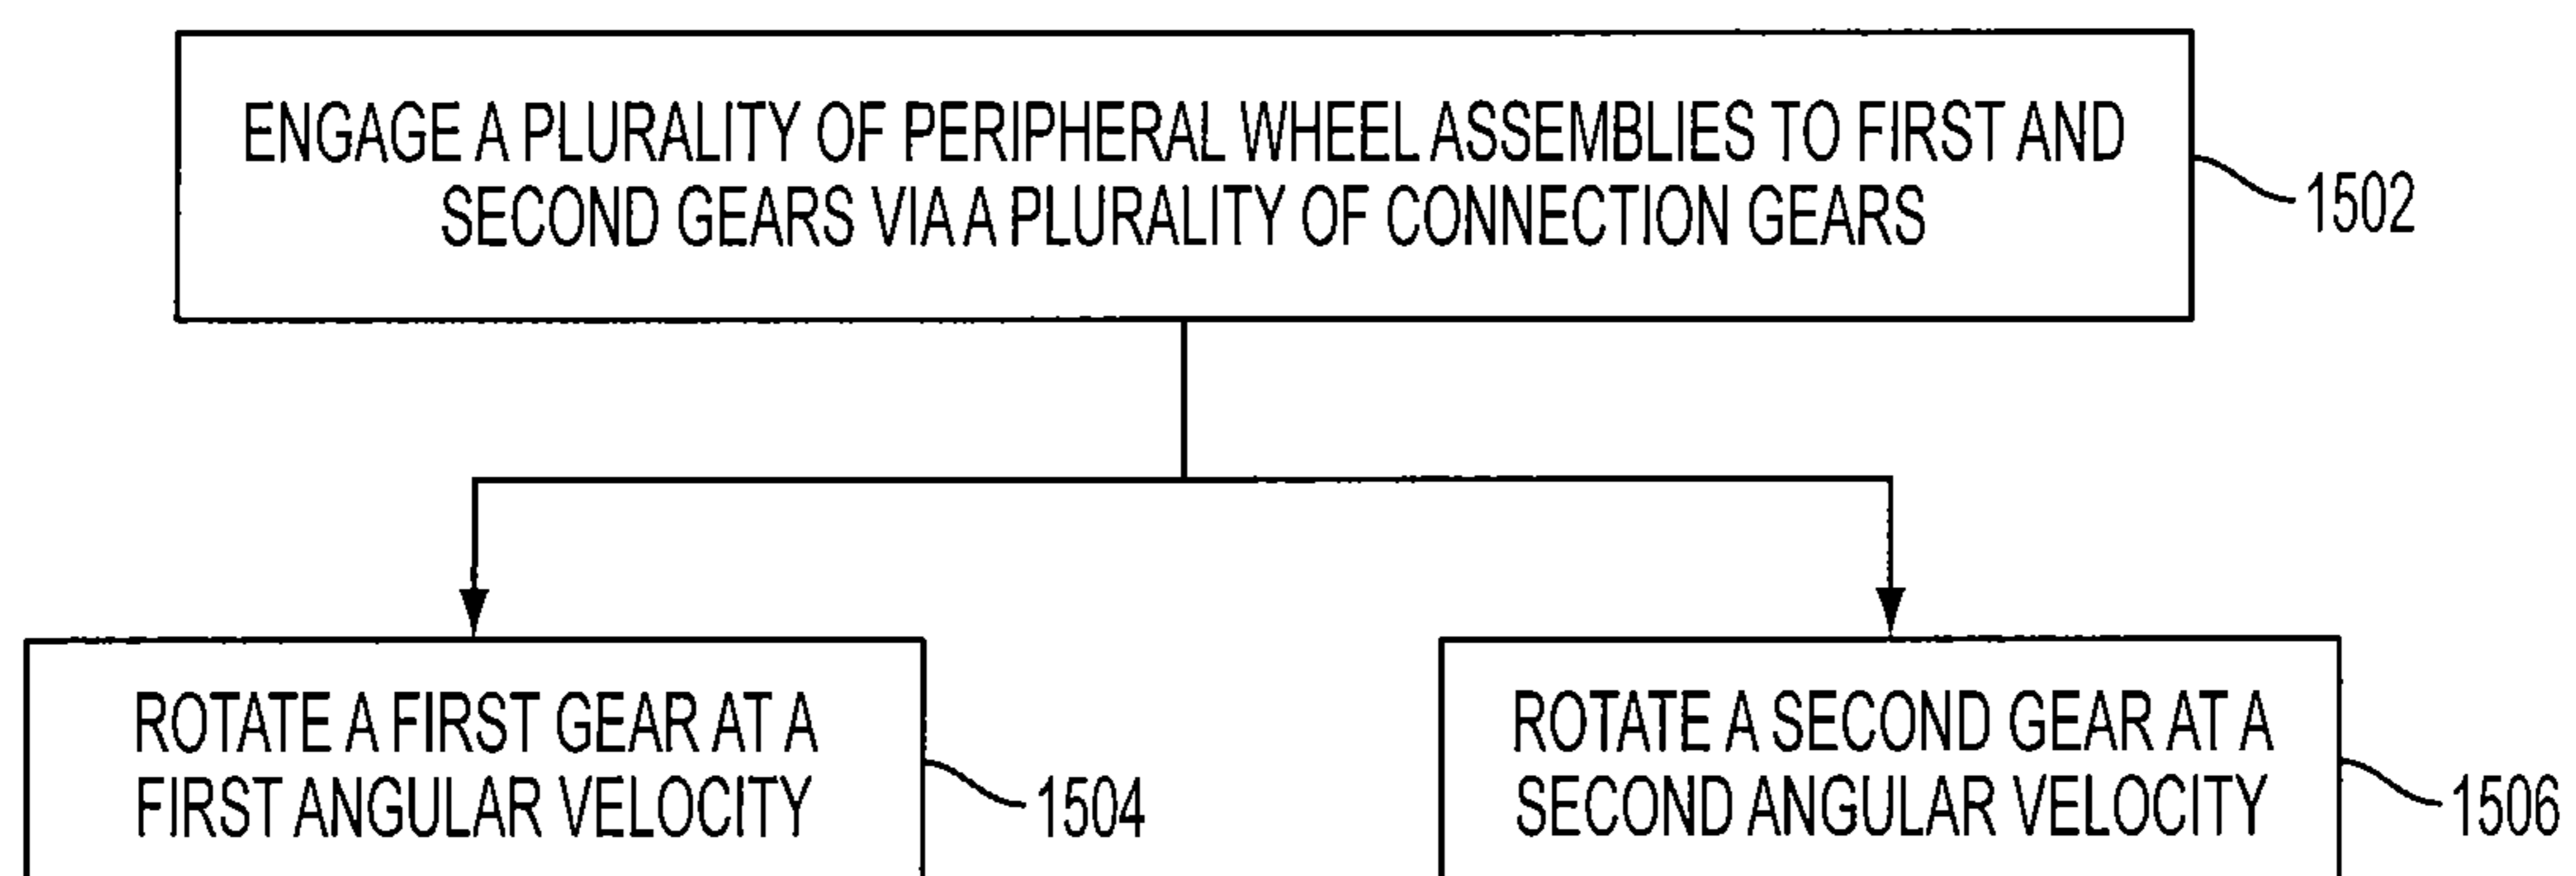 ENGAGE A PLURALITY OF PERIPHERAL WHEEL ASSEMBLIES TO FIRST AND
SECOND GEARS VIA A PLURALITY OF CONNECTION GEARS
1502
ROTATE A FIRST GEAR AT A
FIRST ANGULAR VELOCITY
1504
ROTATE A SECOND GEAR AT A
SECOND ANGULAR VELOCITY
1506